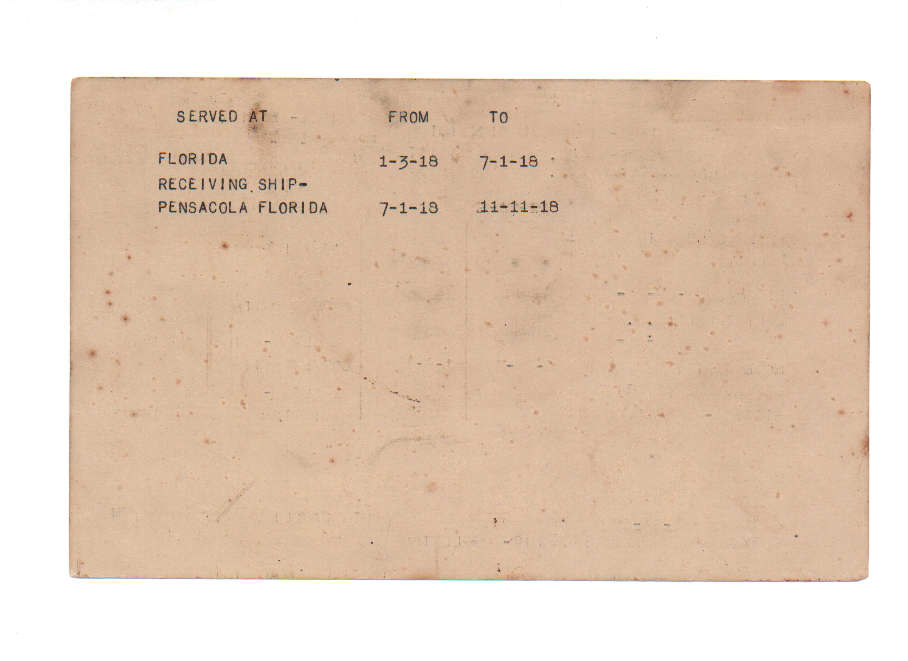 SERVED AT - FROM TO
FLORIDA 1-3-18 7-1-18
RECEIVING SHIP-
PENSACOLA FLORIDA 7-1-18 11-11-18